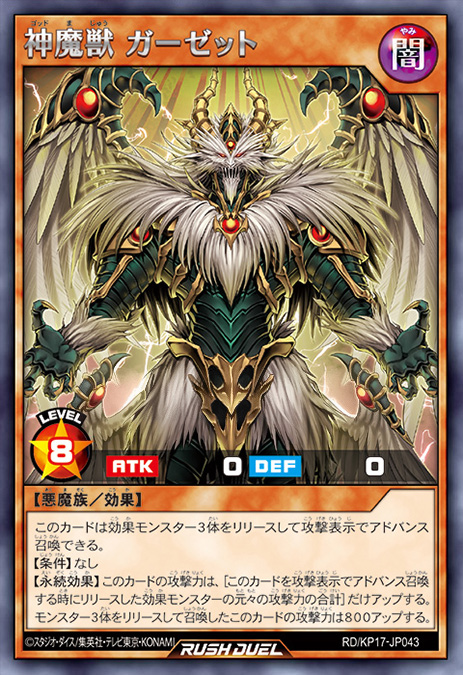 ゴッド ま じゅう
神魔獣 ガーゼット
やみ
闇
LEVEL
8
ATK 0 DEF 0
【悪魔族／効果】
このカードは効果モンスター3体をリリースして攻撃表示でアドバンス
召喚できる。
【条件】なし
【永続効果】このカードの攻撃力は、[このカードを攻撃表示でアドバンス召喚
する時にリリースした効果モンスターの元々の攻撃力の合計]だけアップする。
モンスター3体をリリースして召喚したこのカードの攻撃力は800アップする。
©スタジオ・ダイス/集英社・テレビ東京・KONAMI
RUSH DUEL
RD/KP17-JP043